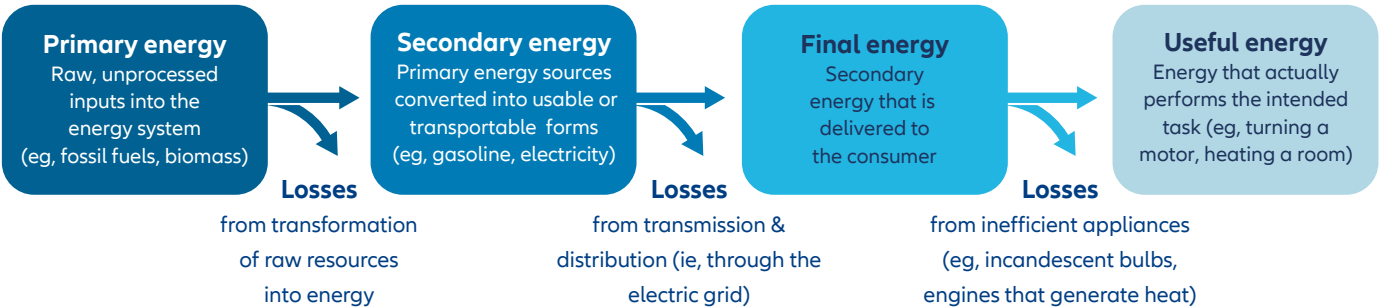 Primary energy
Raw, unprocessed
inputs into the
energy system
(eg, fossil fuels, biomass)
Secondary energy
Primary energy sources
converted into usable or
transportable forms
(eg, gasoline, electricity)
Final energy
Secondary
energy that is
delivered to
the consumer
Useful energy
Energy that actually
performs the intended
task (eg, turning a
motor, heating a room)
Losses
from transformation
of raw resources
into energy
Losses
from transmission &
distribution (ie, through the
electric grid)
Losses
from inefficient appliances
(eg, incandescent bulbs,
engines that generate heat)